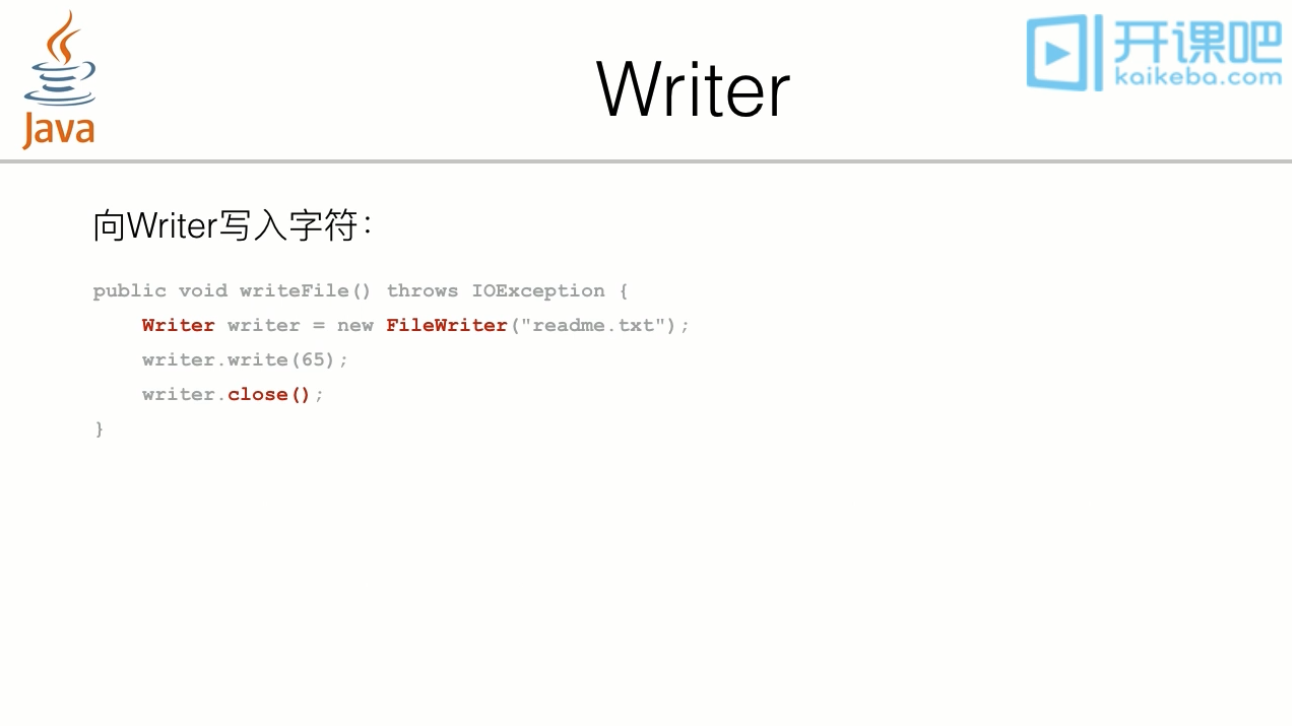 Java
Writer
开课吧
kaikeba.com
向Writer写入字符：
public void writeFile() throws IOException {
    Writer writer = new FileWriter("readme.txt");
    writer.write(65);
    writer.close();
}